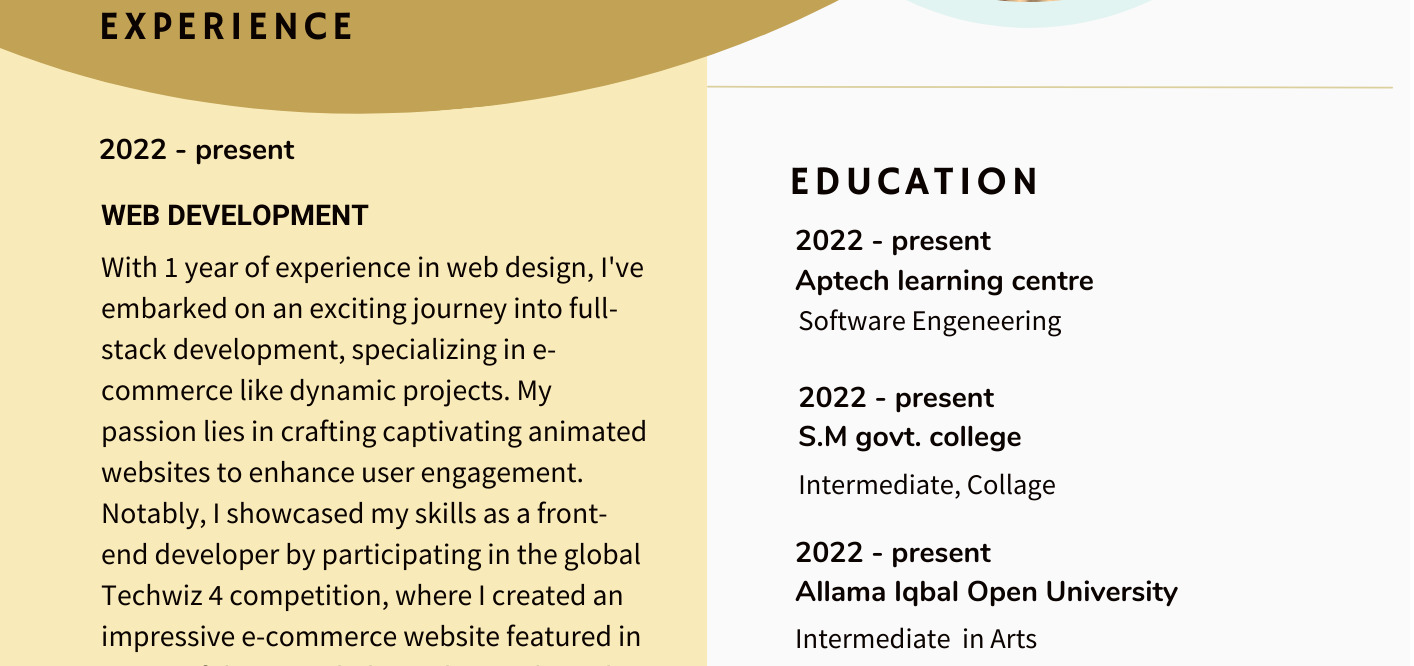 EXPERIENCE
2022 - present
WEB DEVELOPMENT
With 1 year of experience in web design, I've
embarked on an exciting journey into full-
stack development, specializing in e-
commerce like dynamic projects. My
passion lies in crafting captivating animated
websites to enhance user engagement.
Notably, I showcased my skills as a front-
end developer by participating in the global
Techwiz 4 competition, where I created an
impressive e-commerce website featured in
EDUCATION
2022 - present
Aptech learning centre
Software Engeneering
2022 - present
S.M govt. college
Intermediate, Collage
2022 - present
Allama Iqbal Open University
Intermediate in Arts